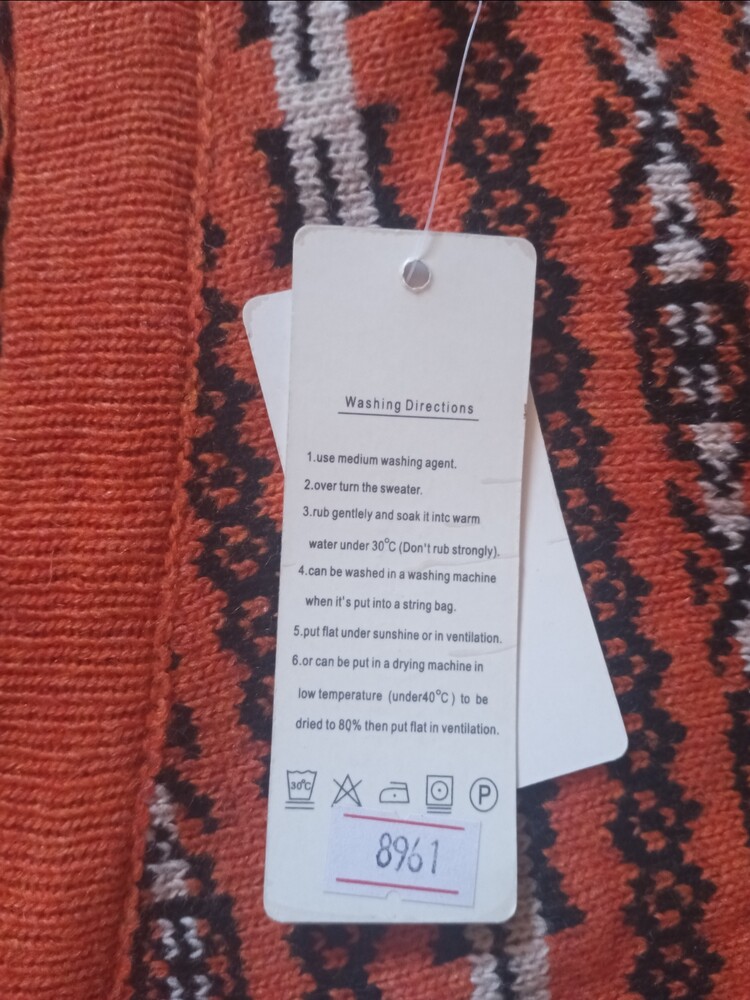 Washing Directions
1.use medium washing agent.
2.over turn the sweater.
3.rub gentlely and soak it intc warm
water under 30°C (Don't rub strongly).
4.can be washed in a washing machine
when it's put into a string bag.
5.put flat under sunshine or in ventilation.
6.or can be put in a drying machine in
low temperature (under40°C) to be
dried to 80% then put flat in ventilation.
30°C P
8961